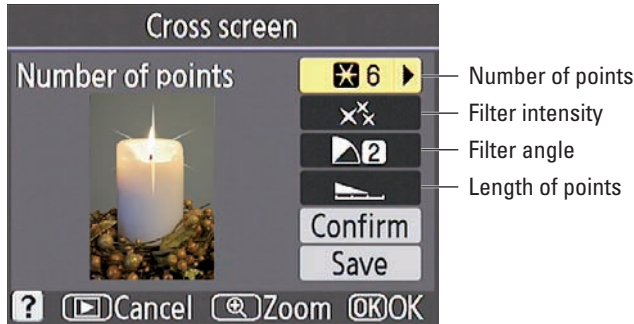 Cross screen
Number of points
6
2
Confirm
Save
? Cancel Zoom OK OK
Number of points
Filter intensity
Filter angle
Length of points